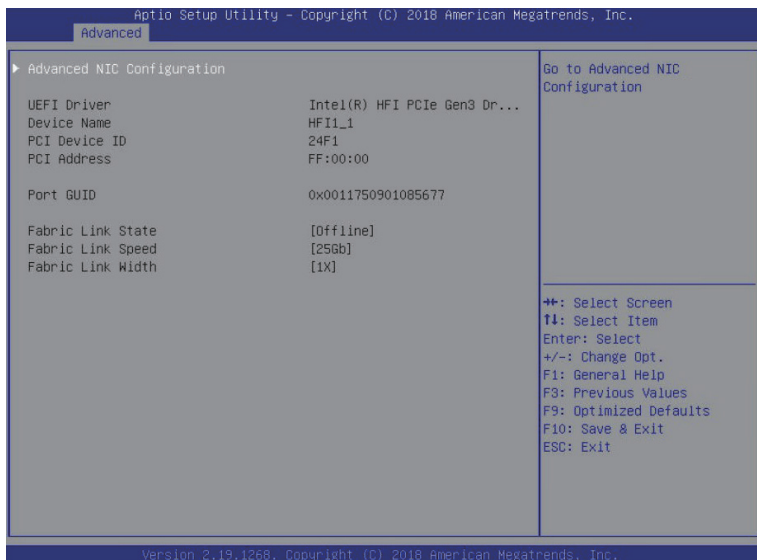 Aptio Setup Utility – Copyright (C) 2018 American Megatrends, Inc.
Advanced
Advanced NIC Configuration
UEFI Driver Intel(R) HFI PCIe Gen3 Dr...
Device Name HFI1_1
PCI Device ID 24F1
PCI Address FF:00:00
Port GUID 0x0011750901085677
Fabric Link State [Offline]
Fabric Link Speed [25Gb]
Fabric Link Width [1X]
Go to Advanced NIC
Configuration
→←: Select Screen
↑↓: Select Item
Enter: Select
+/-: Change Opt.
F1: General Help
F3: Previous Values
F9: Optimized Defaults
F10: Save & Exit
ESC: Exit
Version 2.19.1268. Copyright (C) 2018 American Megatrends, Inc.